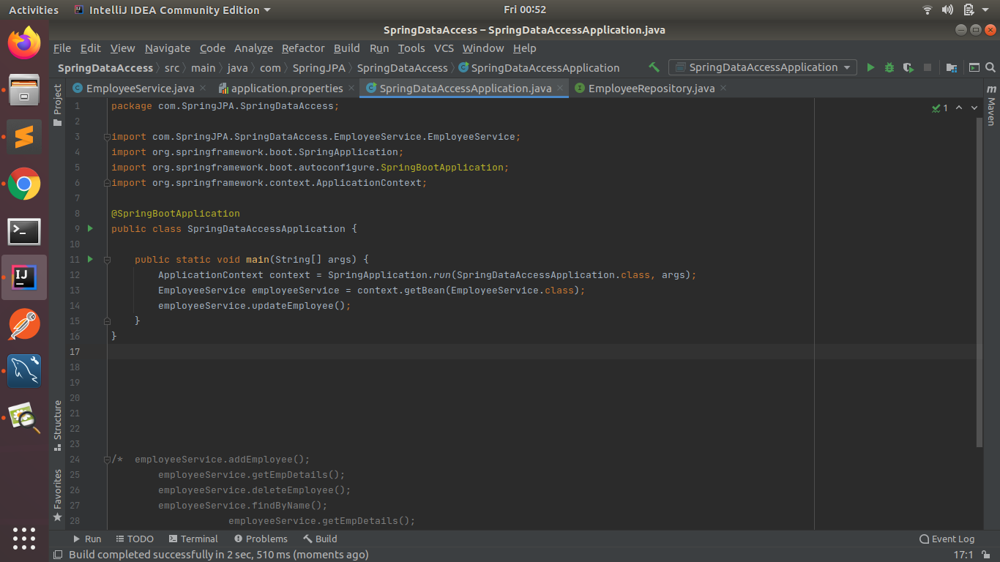 Activities IntelliJ IDEA Community Edition Fri 00:52
SpringDataAccess – SpringDataAccessApplication.java
File Edit View Navigate Code Analyze Refactor Build Run Tools VCS Window Help
SpringDataAccess src main java com SpringJPA SpringDataAccess SpringDataAccessApplication SpringDataAccessApplication
Project
EmployeeService.java application.properties SpringDataAccessApplication.java EmployeeRepository.java
Maven
1 package com.SpringJPA.SpringDataAccess; 1
2
3 import com.SpringJPA.SpringDataAccess.EmployeeService.EmployeeService;
4 import org.springframework.boot.SpringApplication;
5 import org.springframework.boot.autoconfigure.SpringBootApplication;
6 import org.springframework.context.ApplicationContext;
7
8 @SpringBootApplication
9 public class SpringDataAccessApplication {
10
11 public static void main(String[] args) {
12 ApplicationContext context = SpringApplication.run(SpringDataAccessApplication.class, args);
13 EmployeeService employeeService = context.getBean(EmployeeService.class);
14 employeeService.updateEmployee();
15 }
16 }
17
18
19
20
21
22
23
24 /* employeeService.addEmployee();
25 employeeService.getEmpDetails();
26 employeeService.deleteEmployee();
27 employeeService.findByName();
28 employeeService.getEmpDetails();
Structure
Favorites
Run TODO Terminal Problems Build Event Log
Build completed successfully in 2 sec, 510 ms (moments ago) 17:1